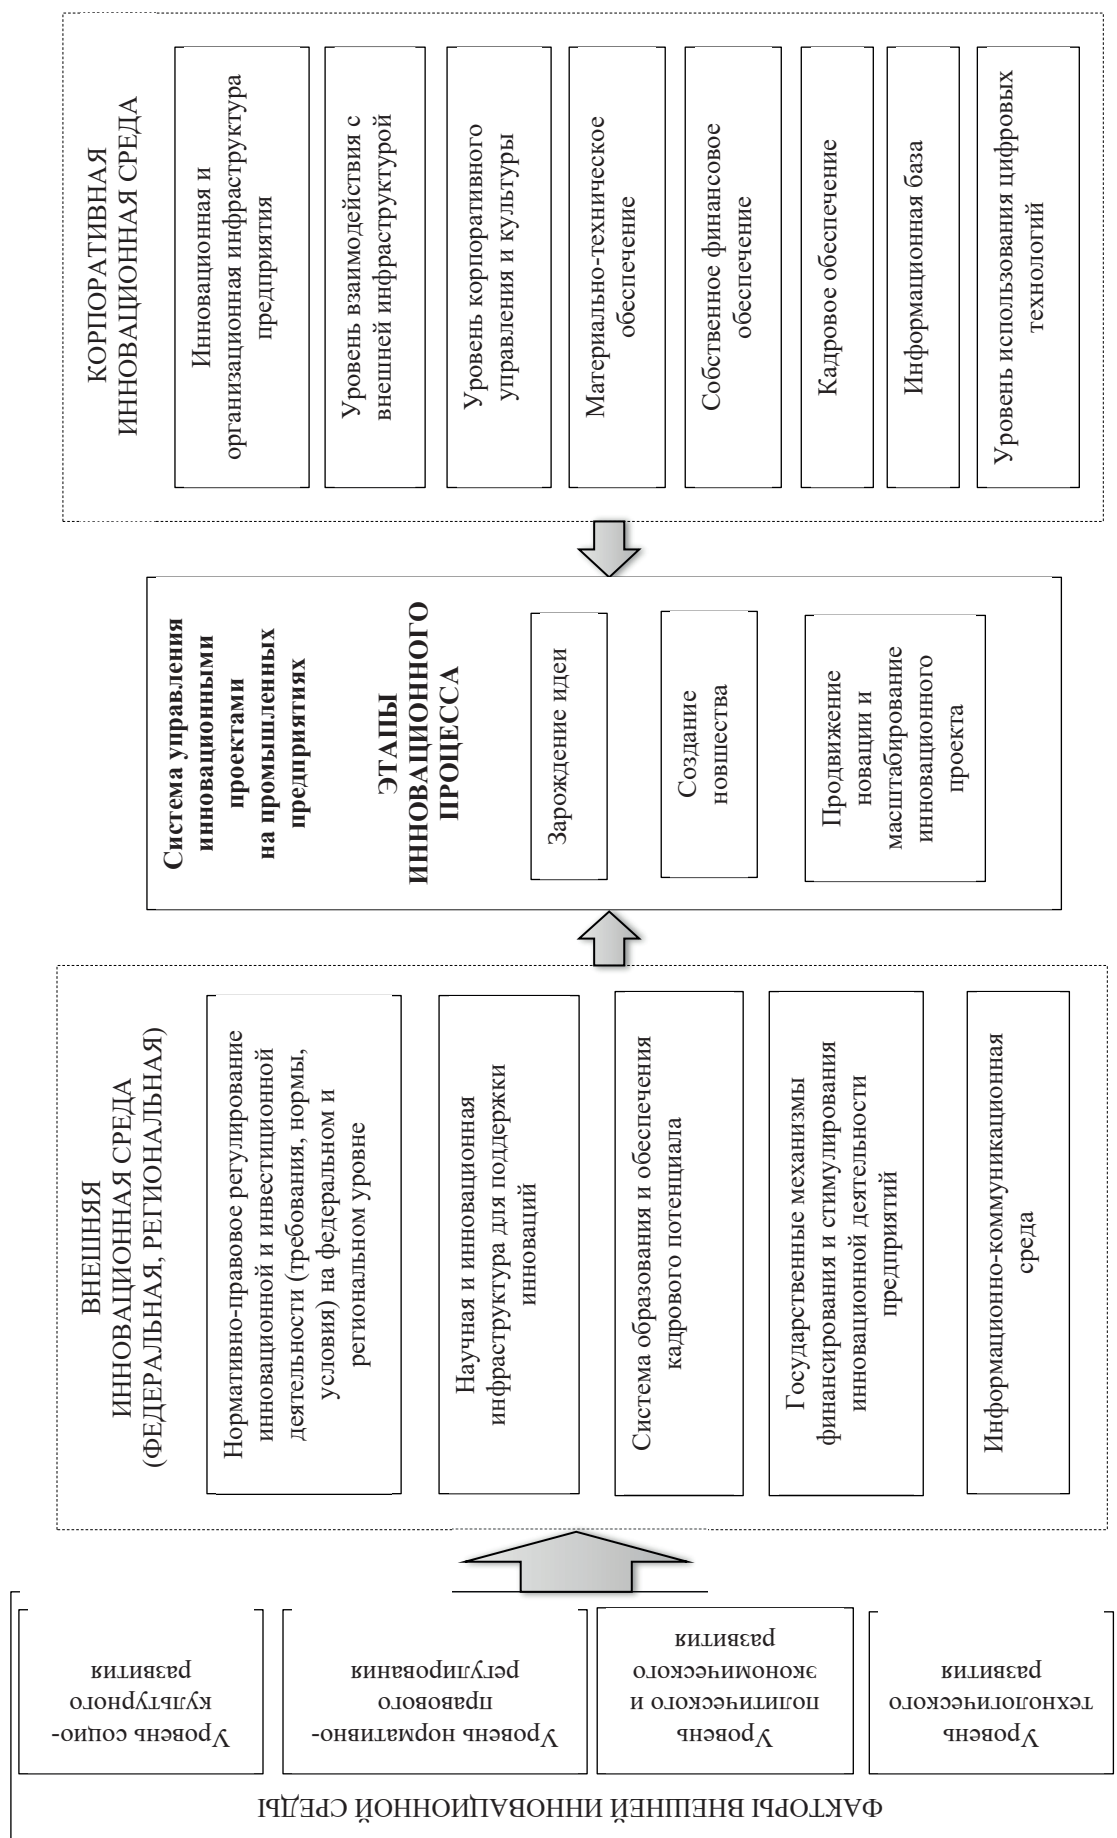 ФАКТОРЫ ВНЕШНЕЙ ИННОВАЦИОННОЙ СРЕДЫ
Уровень социо-
культурного
развития
Уровень нормативно-
правового
регулирования
Уровень
политического и
экономического
развития
Уровень
технологического
развития
ВНЕШНЯЯ
ИННОВАЦИОННАЯ СРЕДА
(ФЕДЕРАЛЬНАЯ, РЕГИОНАЛЬНАЯ)
Нормативно-правовое регулирование
инновационной и инвестиционной
деятельности (требования, нормы,
условия) на федеральном и
региональном уровне
Научная и инновационная
инфраструктура для поддержки
инноваций
Система образования и обеспечения
кадрового потенциала
Государственные механизмы
финансирования и стимулирования
инновационной деятельности
предприятий
Информационно-коммуникационная
среда
Система управления
инновационными
проектами
на промышленных
предприятиях
ЭТАПЫ
ИННОВАЦИОННОГО
ПРОЦЕССА
Зарождение идеи
Создание
новшества
Продвижение
новации и
масштабирование
инновационного
проекта
КОРПОРАТИВНАЯ
ИННОВАЦИОННАЯ СРЕДА
Инновационная и
организационная инфраструктура
предприятия
Уровень взаимодействия с
внешней инфраструктурой
Уровень корпоративного
управления и культуры
Материально-техническое
обеспечение
Собственное финансовое
обеспечение
Кадровое обеспечение
Информационная база
Уровень использования цифровых
технологий